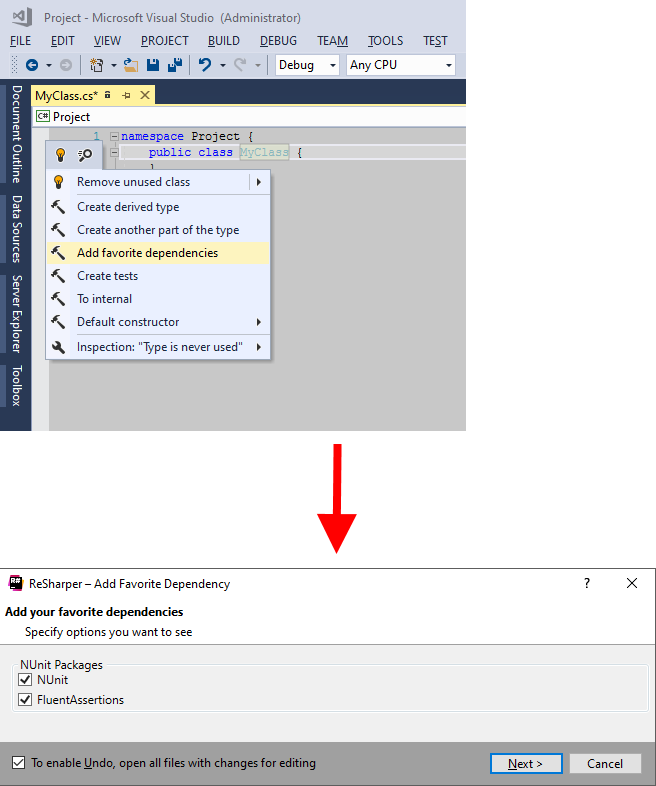 Project - Microsoft Visual Studio (Administrator)
FILE EDIT VIEW PROJECT BUILD DEBUG TEAM TOOLS TEST
Debug Any CPU
MyClass.cs*
C# Project
1 namespace Project {
public class MyClass {
}
Document Outline
Data Sources
Server Explorer
Toolbox
Remove unused class
Create derived type
Create another part of the type
Add favorite dependencies
Create tests
To internal
Default constructor
Inspection: "Type is never used"
R# ReSharper – Add Favorite Dependency ?
Add your favorite dependencies
Specify options you want to see
NUnit Packages
NUnit
FluentAssertions
To enable Undo, open all files with changes for editing
Next >
Cancel